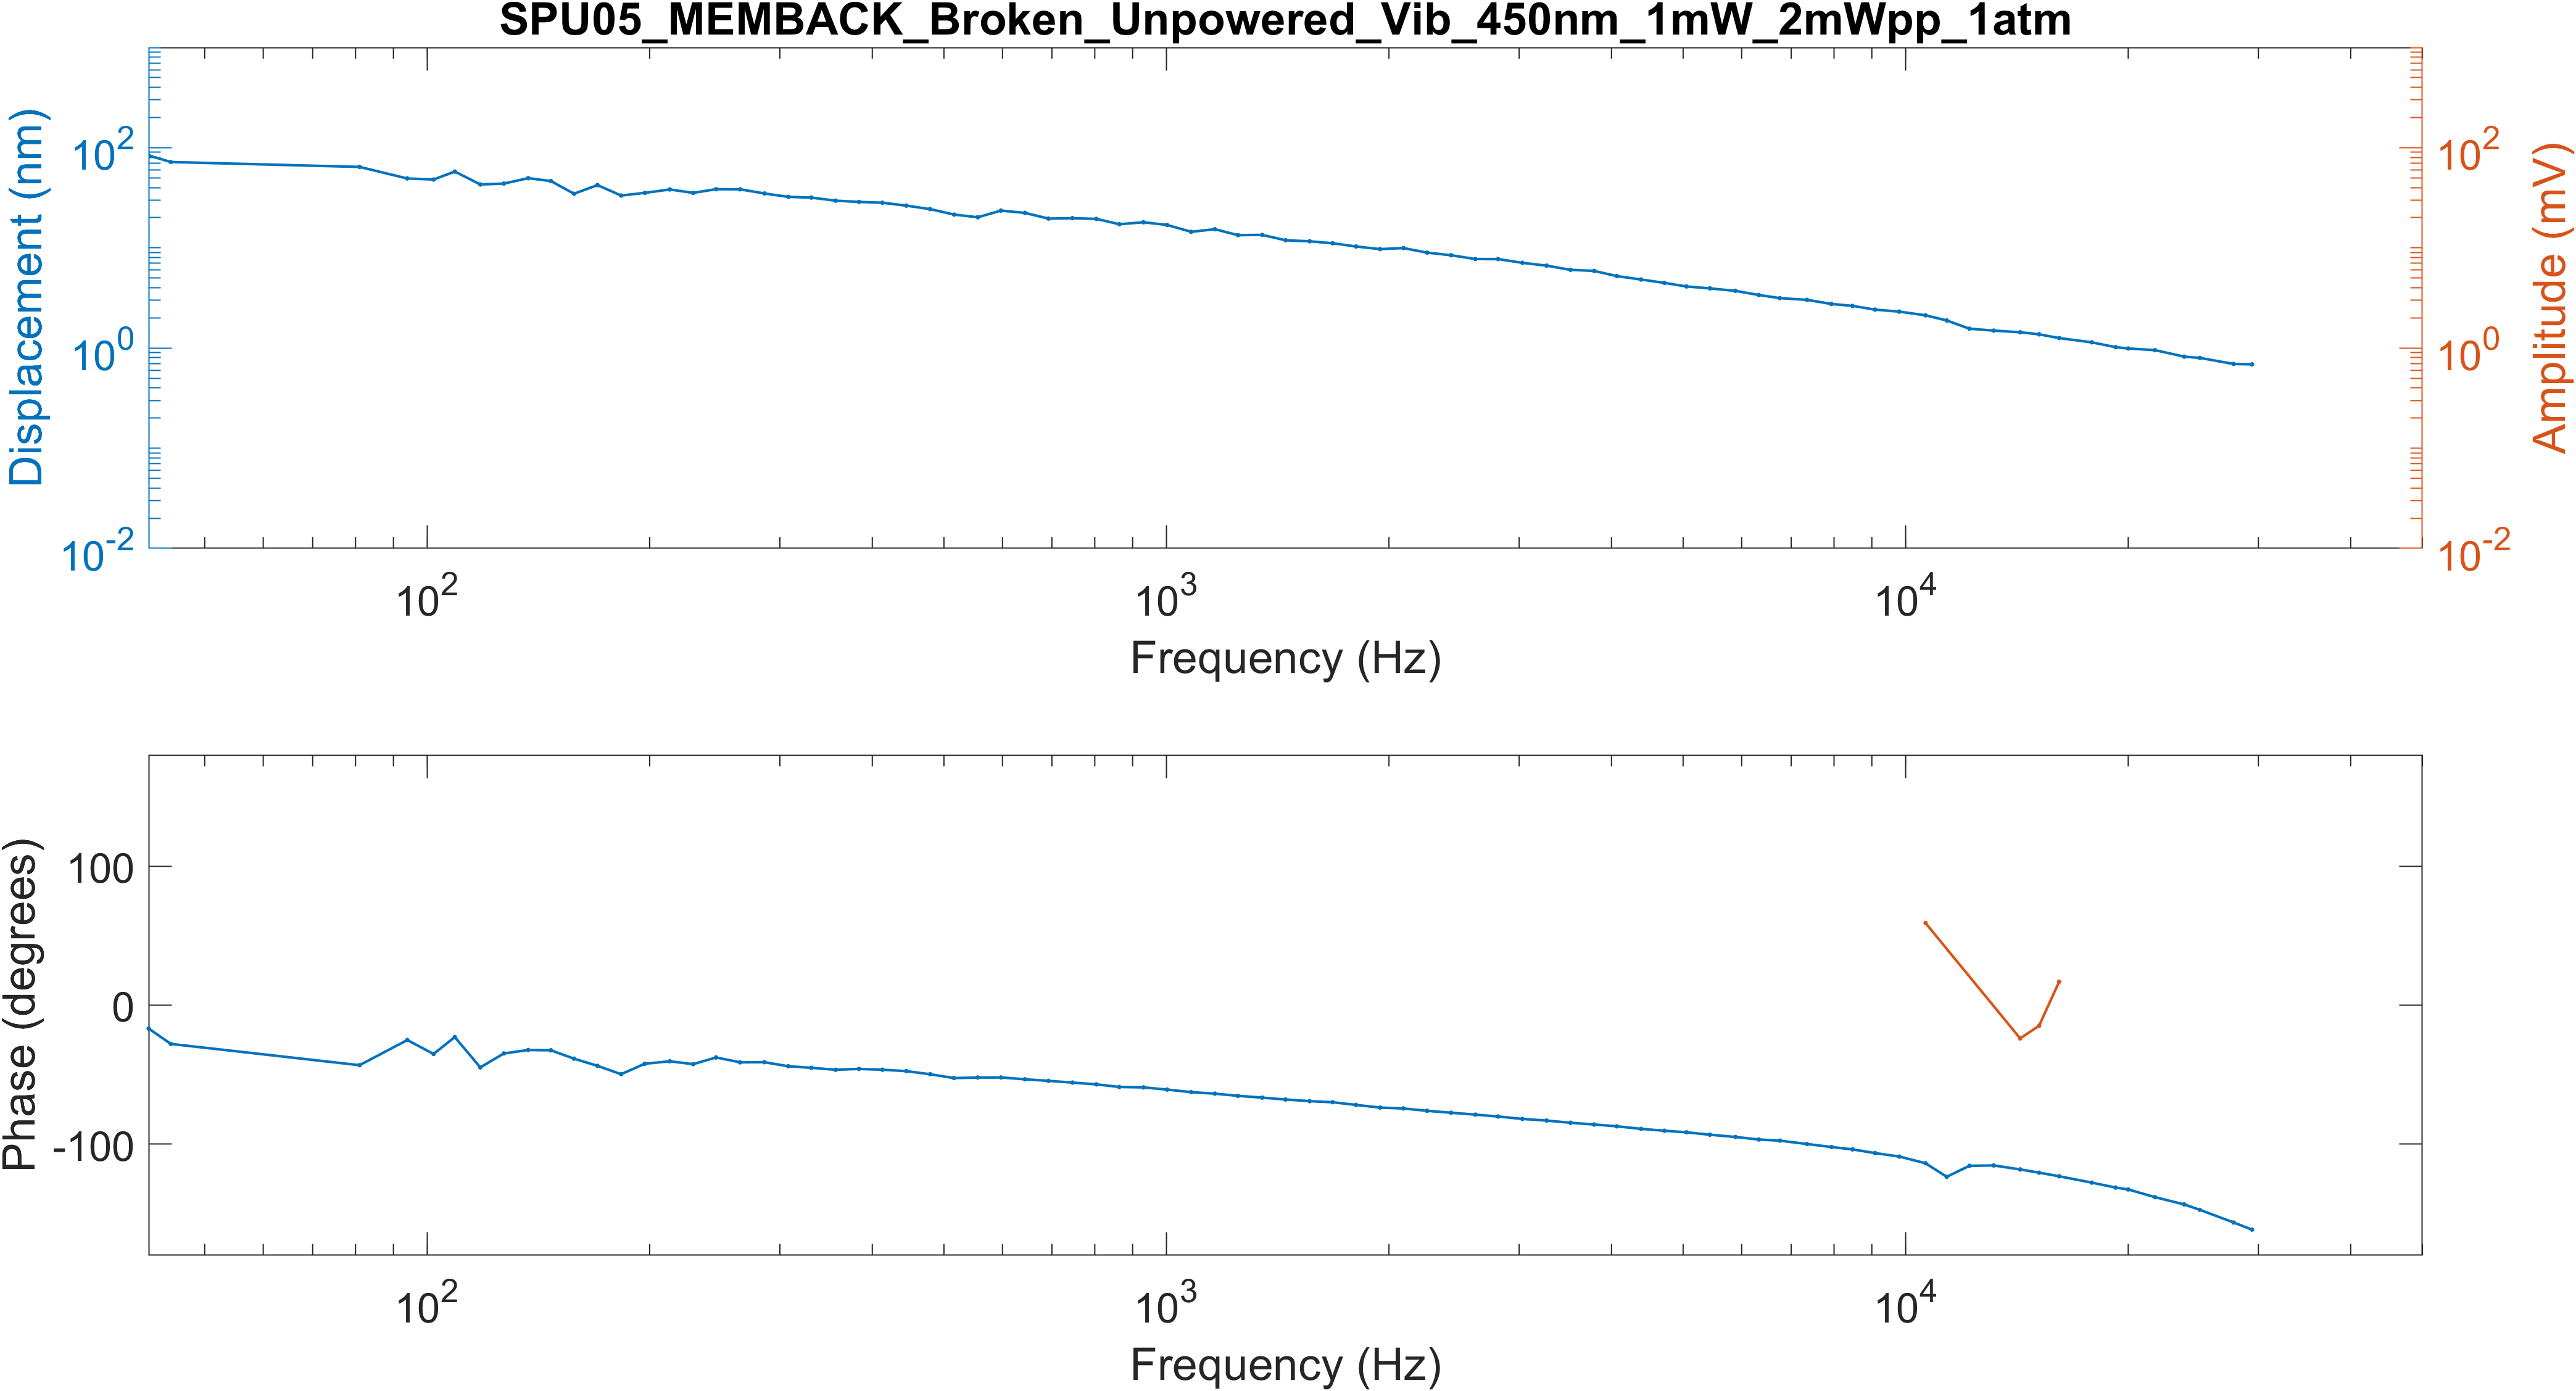 SPU05_MEMBACK_Broken_Unpowered_Vib_450nm_1mW_2mWpp_1atm
Displacement (nm)
10^2
10^0
10^-2
Amplitude (mV)
10^2
10^0
10^-2
10^2 10^3 10^4
Frequency (Hz)
Phase (degrees)
100
0
-100
10^2 10^3 10^4
Frequency (Hz)